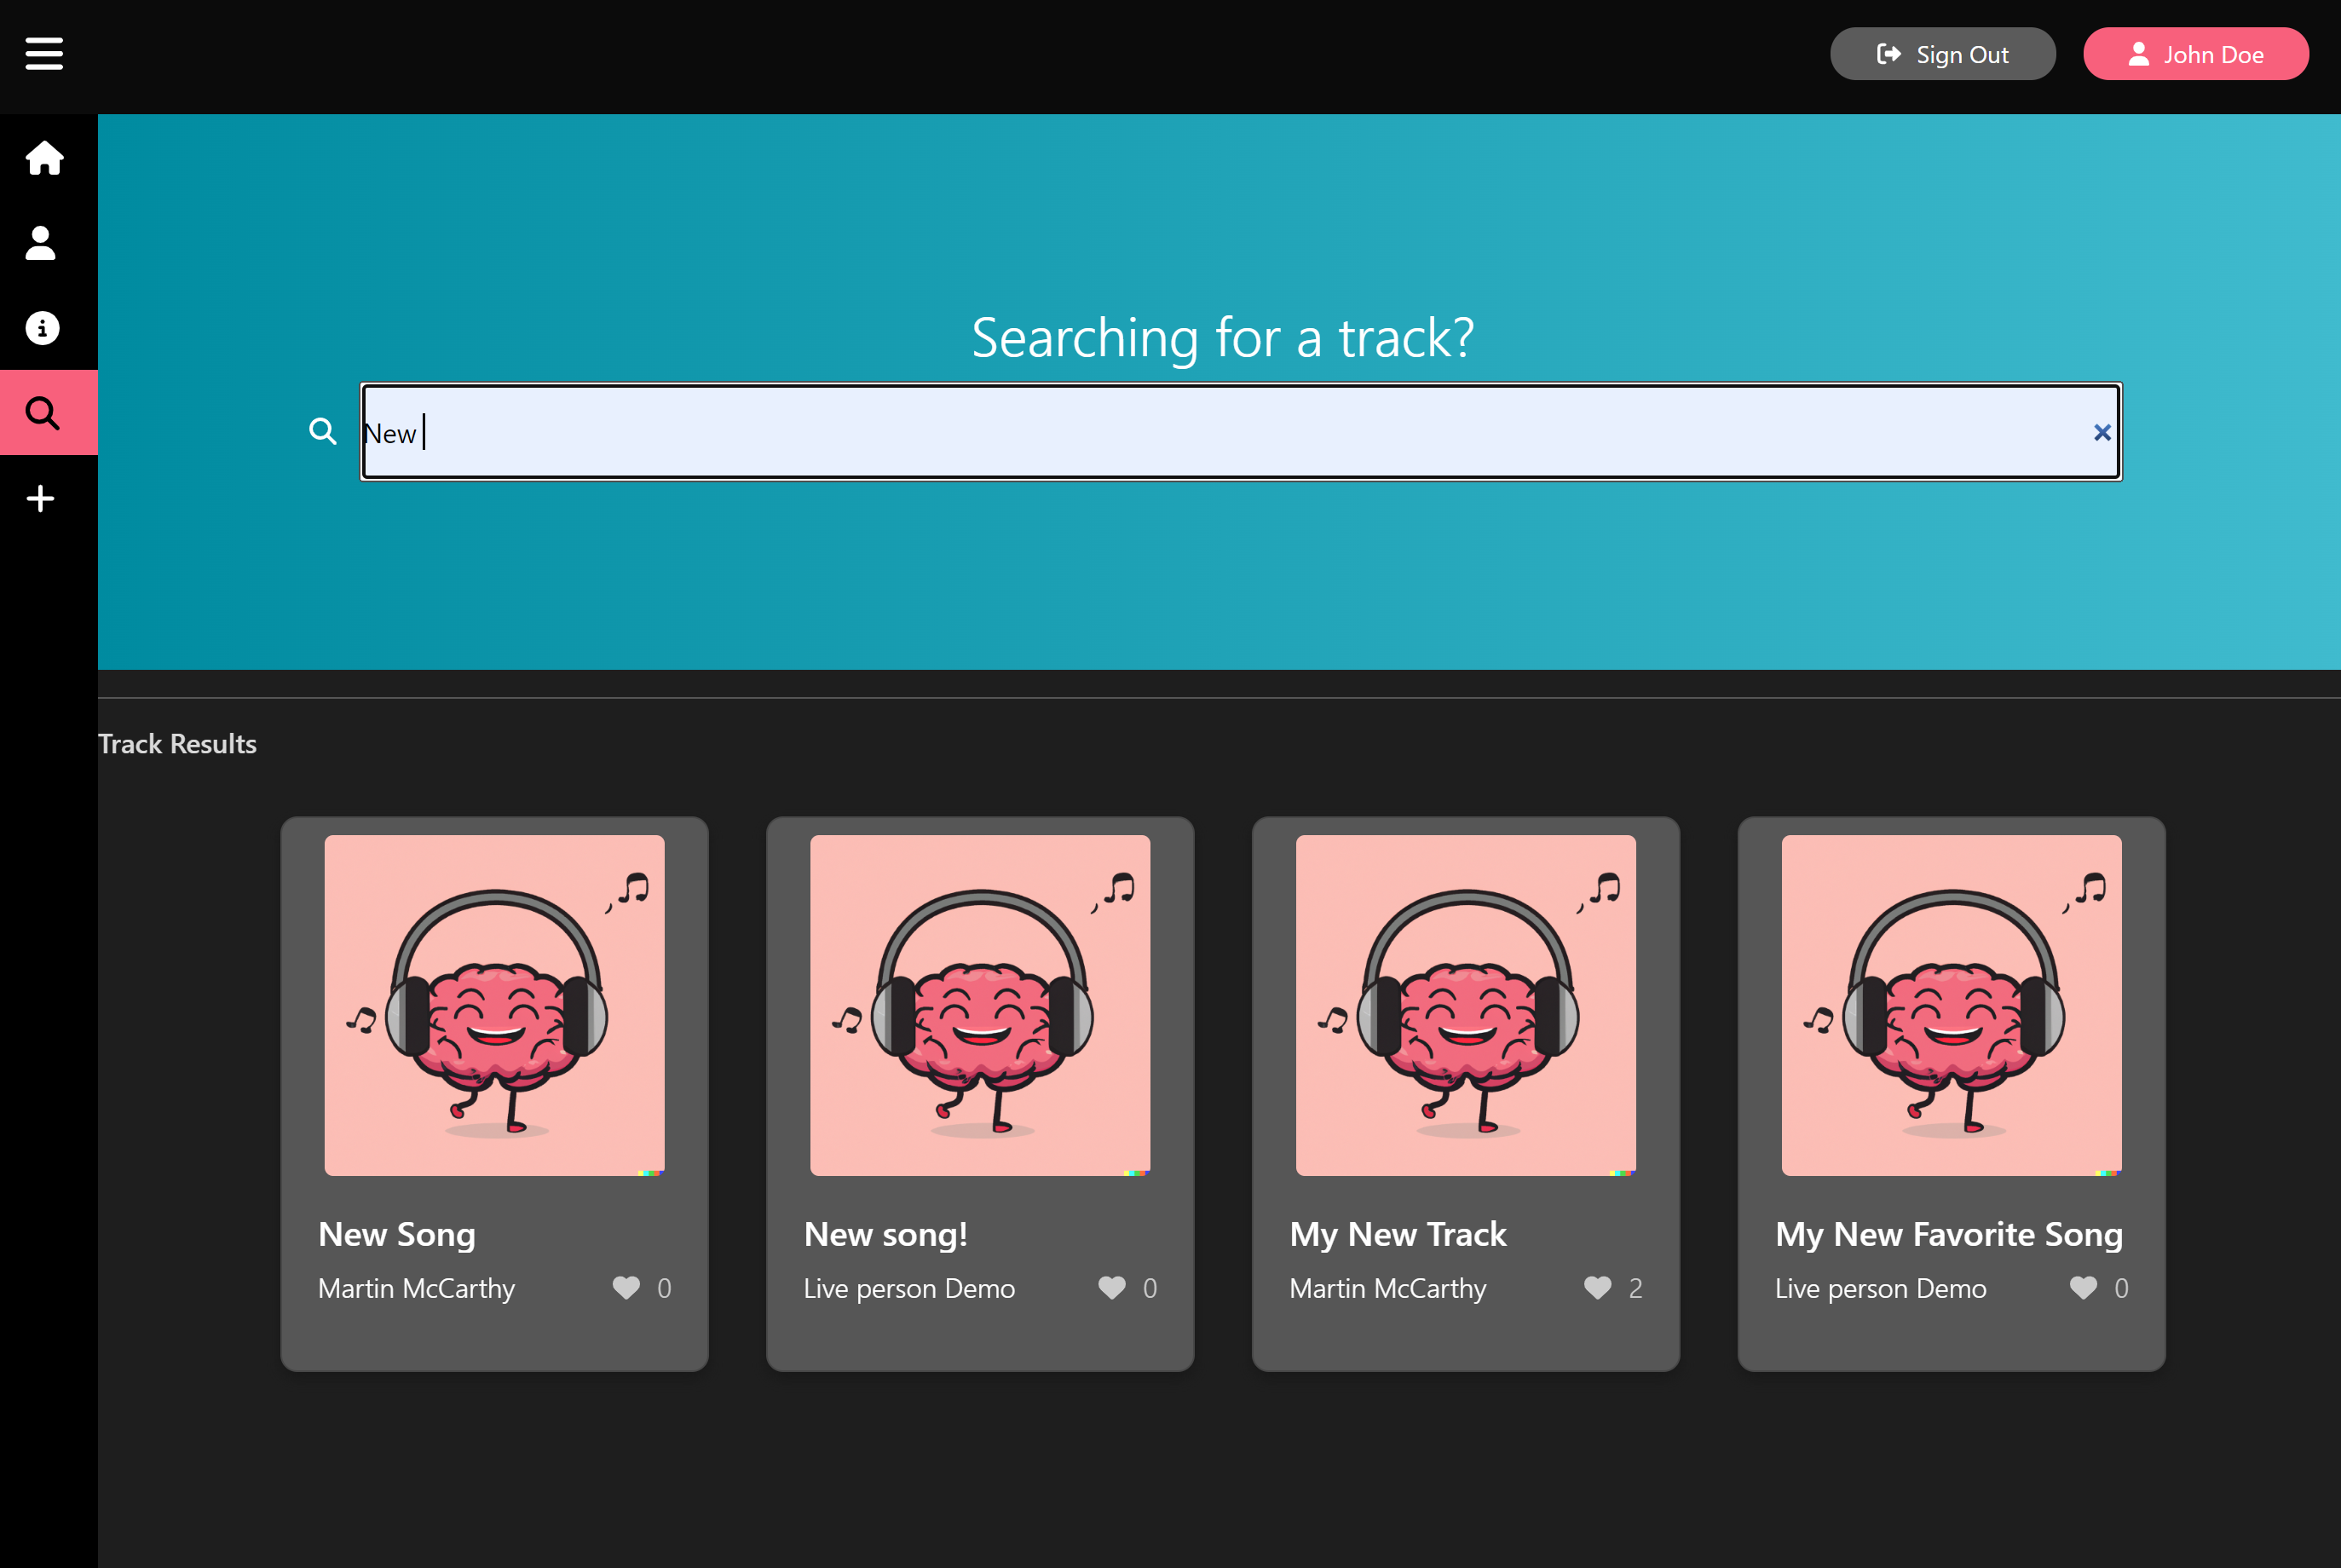 Sign Out
John Doe
Searching for a track?
New
Track Results
New Song
Martin McCarthy 0
New song!
Live person Demo 0
My New Track
Martin McCarthy 2
My New Favorite Song
Live person Demo 0